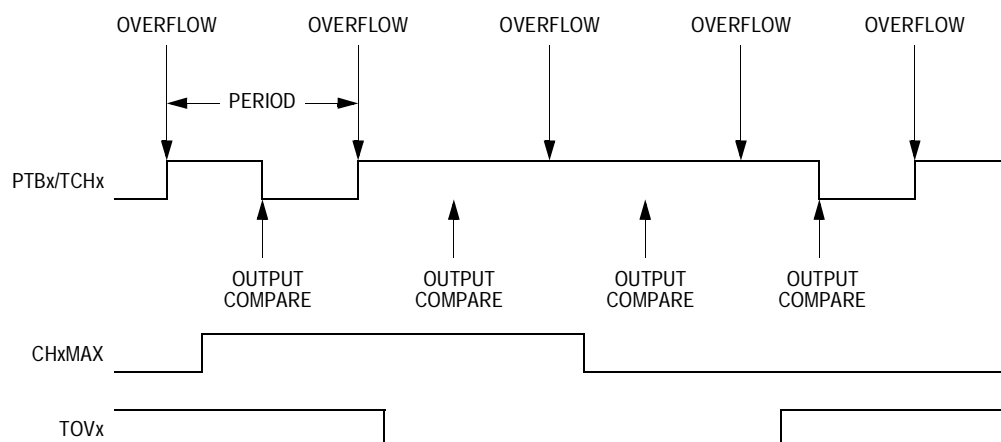 OVERFLOW OVERFLOW OVERFLOW OVERFLOW OVERFLOW
PERIOD
PTBx/TCHx
OUTPUT COMPARE
OUTPUT COMPARE
OUTPUT COMPARE
OUTPUT COMPARE
CHxMAX
TOVx